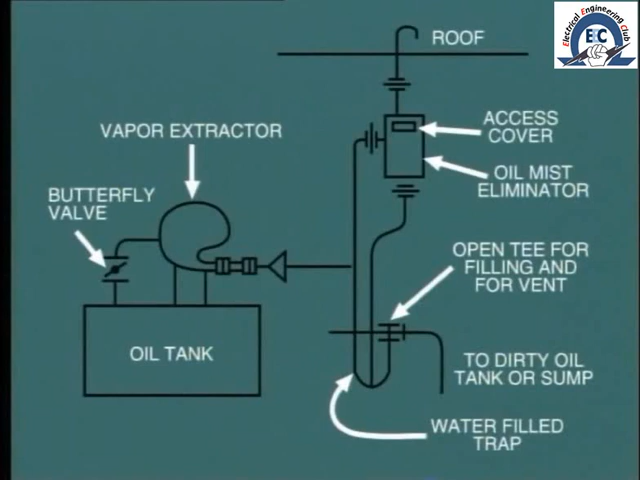 Electrical Engineering Club
EEC
ROOF
ACCESS
COVER
VAPOR EXTRACTOR
OIL MIST
ELIMINATOR
BUTTERFLY
VALVE
OPEN TEE FOR
FILLING AND
FOR VENT
OIL TANK
TO DIRTY OIL
TANK OR SUMP
WATER FILLED
TRAP